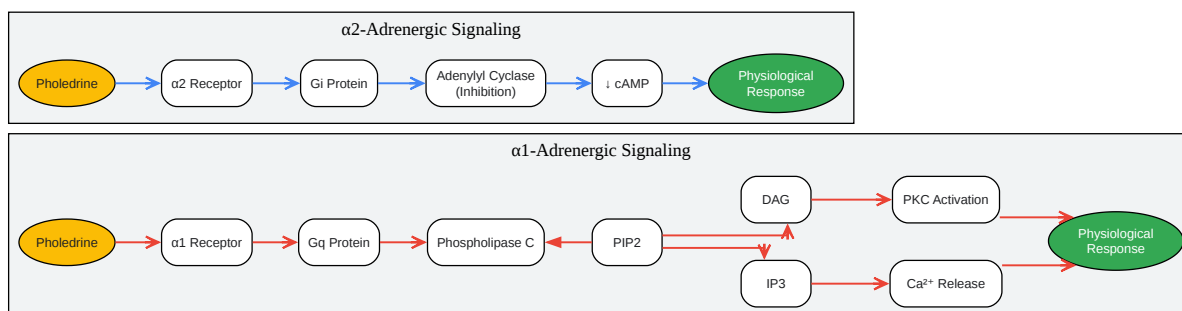 α2-Adrenergic Signaling
Pholedrine
α2 Receptor
Gi Protein
Adenylyl Cyclase
(Inhibition)
↓ cAMP
Physiological
Response
α1-Adrenergic Signaling
Pholedrine
α1 Receptor
Gq Protein
Phospholipase C
PIP2
DAG
PKC Activation
IP3
Ca²⁺ Release
Physiological
Response